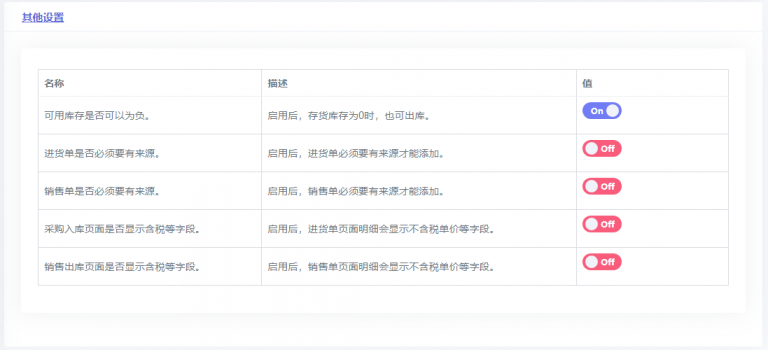 其他设置
名称 描述 值
可用库存是否可以为负。 启用后，存货库存为0时，也可出库。 On
进货单是否必须要有来源。 启用后，进货单必须要有来源才能添加。 Off
销售单是否必须要有来源。 启用后，销售单必须要有来源才能添加。 Off
采购入库页面是否显示含税等字段。 启用后，进货单页面明细会显示不含税单价等字段。 Off
销售出库页面是否显示含税等字段。 启用后，销售单页面明细会显示不含税单价等字段。 Off